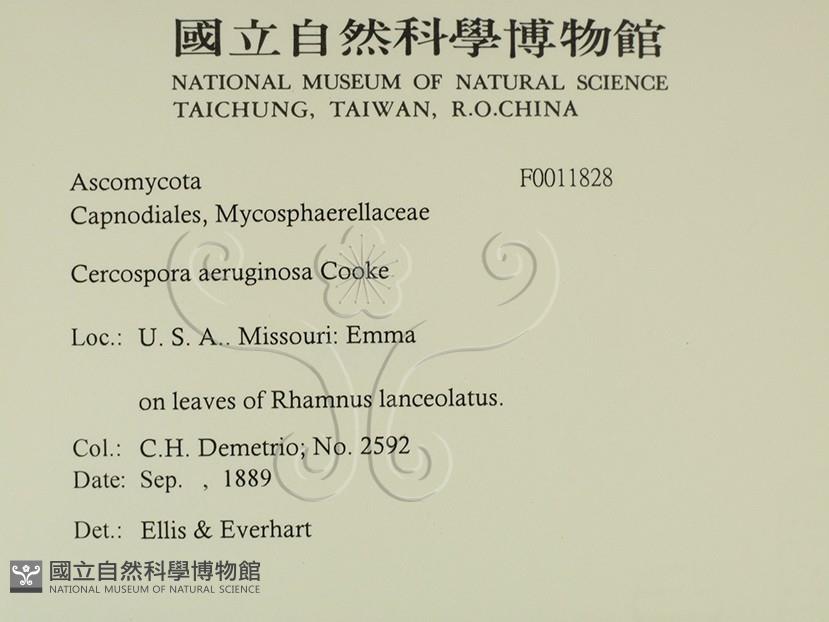 國立自然科學博物館
NATIONAL MUSEUM OF NATURAL SCIENCE
TAICHUNG, TAIWAN, R.O.CHINA
Ascomycota F0011828
Capnodiales, Mycosphaerellaceae
Cercospora aeruginosa Cooke
Loc.: U. S. A.. Missouri: Emma
on leaves of Rhamnus lanceolatus.
Col.: C.H. Demetrio; No. 2592
Date: Sep. , 1889
Det.: Ellis & Everhart
國立自然科學博物館
NATIONAL MUSEUM OF NATURAL SCIENCE